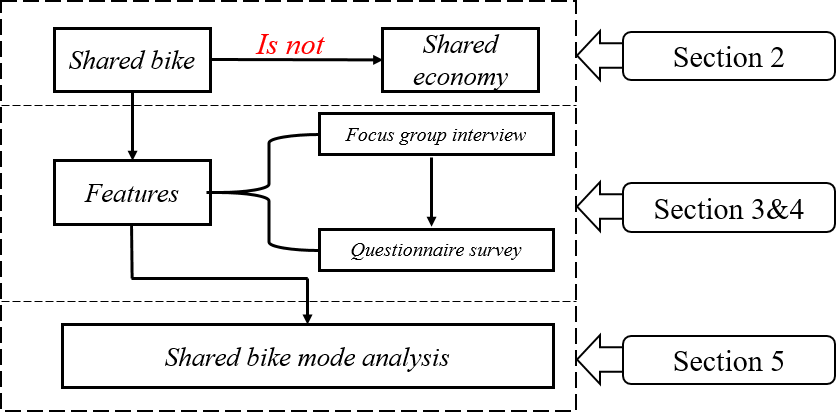 Is not
Shared bike
Shared
economy
Section 2
Focus group interview
Features
Section 3&4
Questionnaire survey
Shared bike mode analysis
Section 5